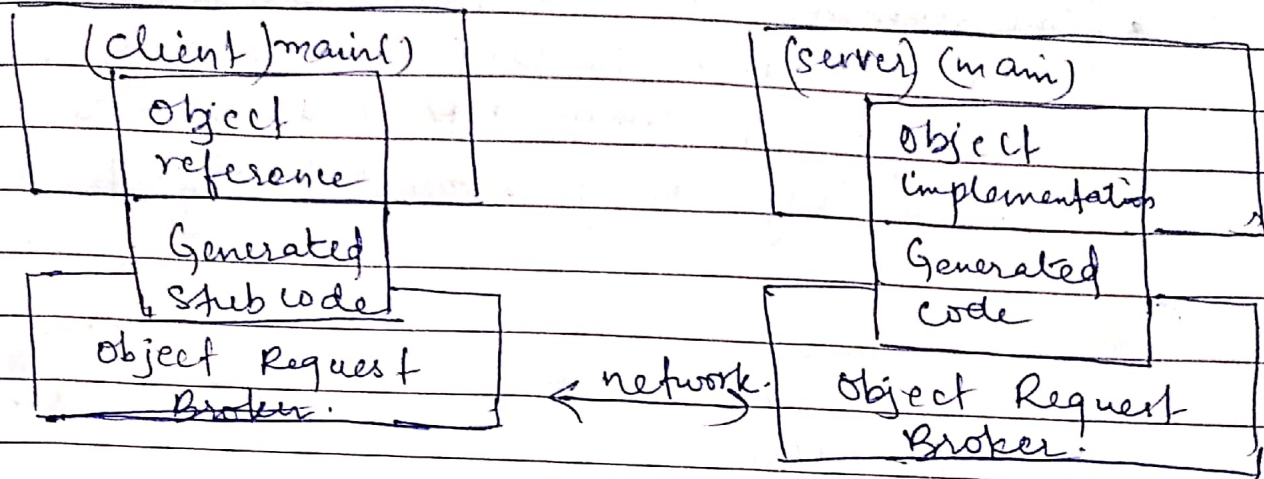 (Client) main()
Object
reference
Generated
Stub code
Object Request
Broker.
network.
(server) (main)
Object
implementation
Generated
code
Object Request
Broker.